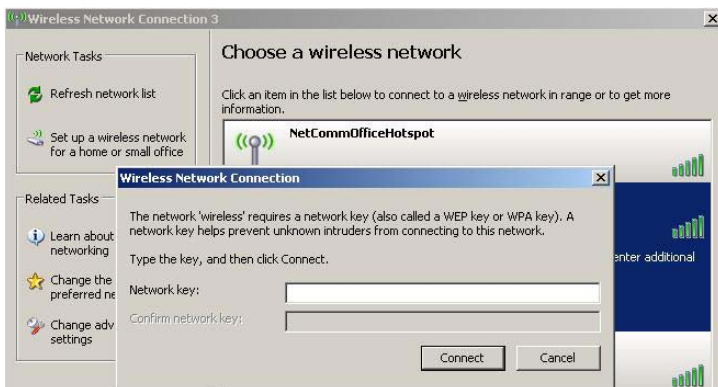 Wireless Network Connection 3
Network Tasks
Refresh network list
Set up a wireless network
for a home or small office
Related Tasks
Learn about
networking
Change the
preferred ne
Change adv
settings
Choose a wireless network
Click an item in the list below to connect to a wireless network in range or to get more
information.
NetCommOfficeHotspot
enter additional
Wireless Network Connection
The network 'wireless' requires a network key (also called a WEP key or WPA key). A
network key helps prevent unknown intruders from connecting to this network.
Type the key, and then click Connect.
Network key:
Confirm network key:
Connect
Cancel